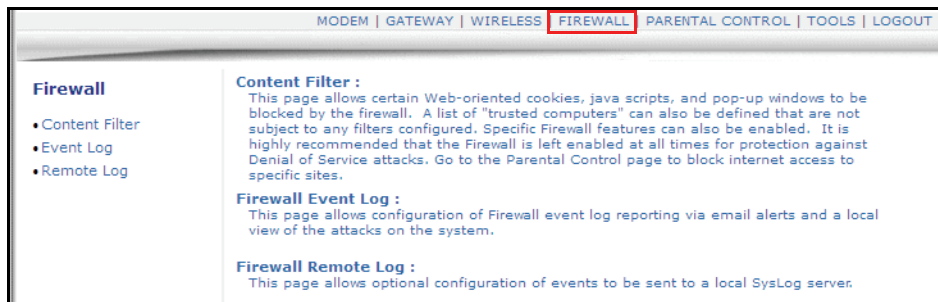 MODEM | GATEWAY | WIRELESS | FIREWALL | PARENTAL CONTROL | TOOLS | LOGOUT
Firewall
• Content Filter
• Event Log
• Remote Log
Content Filter :
This page allows certain Web-oriented cookies, java scripts, and pop-up windows to be
blocked by the firewall. A list of "trusted computers" can also be defined that are not
subject to any filters configured. Specific Firewall features can also be enabled. It is
highly recommended that the Firewall is left enabled at all times for protection against
Denial of Service attacks. Go to the Parental Control page to block internet access to
specific sites.
Firewall Event Log :
This page allows configuration of Firewall event log reporting via email alerts and a local
view of the attacks on the system.
Firewall Remote Log :
This page allows optional configuration of events to be sent to a local SysLog server.